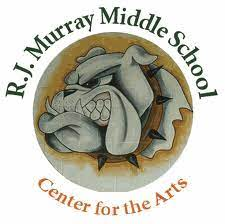 R.J. Murray Middle School
Center for the Arts